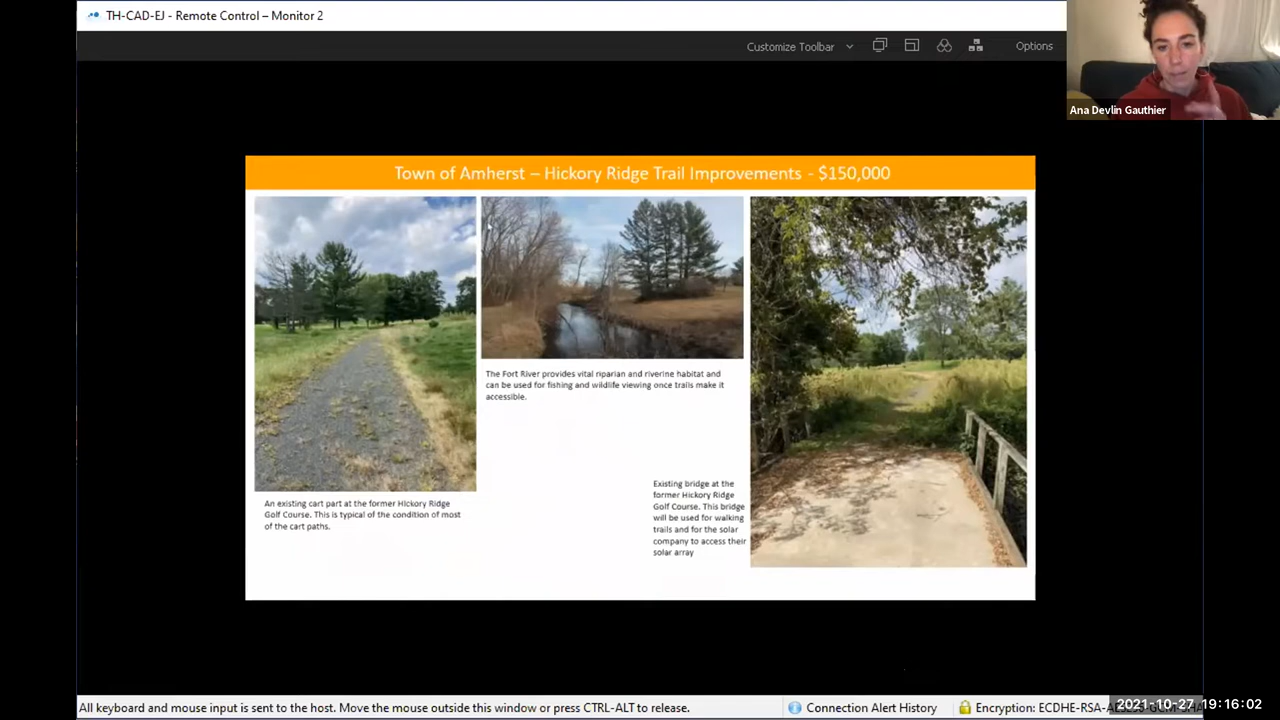 TH-CAD-EJ - Remote Control – Monitor 2
Customize Toolbar
Options
Ana Devlin Gauthier
Town of Amherst – Hickory Ridge Trail Improvements - $150,000
The Fort River provides vital riparian and riverine habitat and
can be used for fishing and wildlife viewing once trails make it
accessible.
Existing bridge at the
former Hickory Ridge
Golf Course. This bridge
will be used for walking
trails and for the solar
company to access their
solar array
An existing cart part at the former Hickory Ridge
Golf Course. This is typical of the condition of most
of the cart paths.
All keyboard and mouse input is sent to the host. Move the mouse outside this window or press CTRL-ALT to release.
Connection Alert History
Encryption: ECDHE-RSA-
2021-10-27 19:16:02